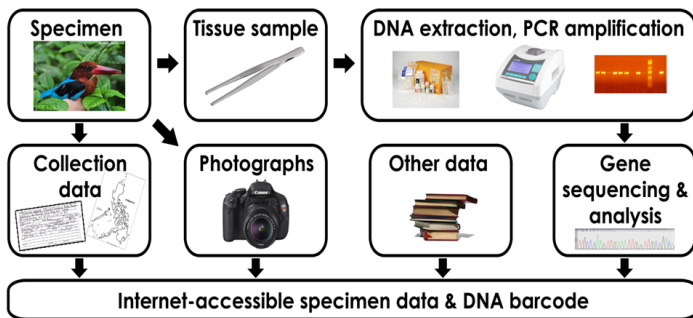 Specimen
Tissue sample
DNA extraction, PCR amplification
Collection
data
Photographs
Canon
Other data
Gene
sequencing &
analysis
Internet-accessible specimen data & DNA barcode